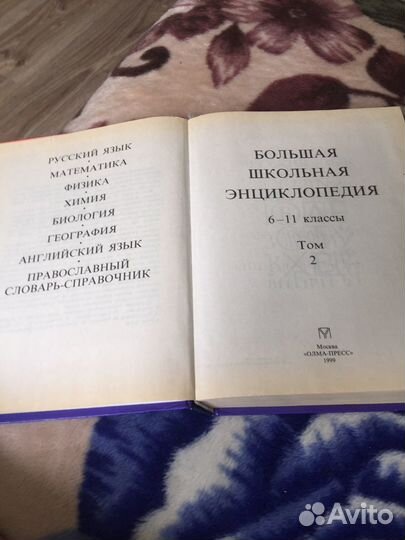 РУССКИЙ ЯЗЫК
•
МАТЕМАТИКА
•
ФИЗИКА
•
ХИМИЯ
•
БИОЛОГИЯ
•
ГЕОГРАФИЯ
•
АНГЛИЙСКИЙ ЯЗЫК
•
ПРАВОСЛАВНЫЙ
СЛОВАРЬ-СПРАВОЧНИК
БОЛЬШАЯ
ШКОЛЬНАЯ
ЭНЦИКЛОПЕДИЯ
6–11 классы
Том
2
Москва
«ОЛМА-ПРЕСС»
1999
Avito